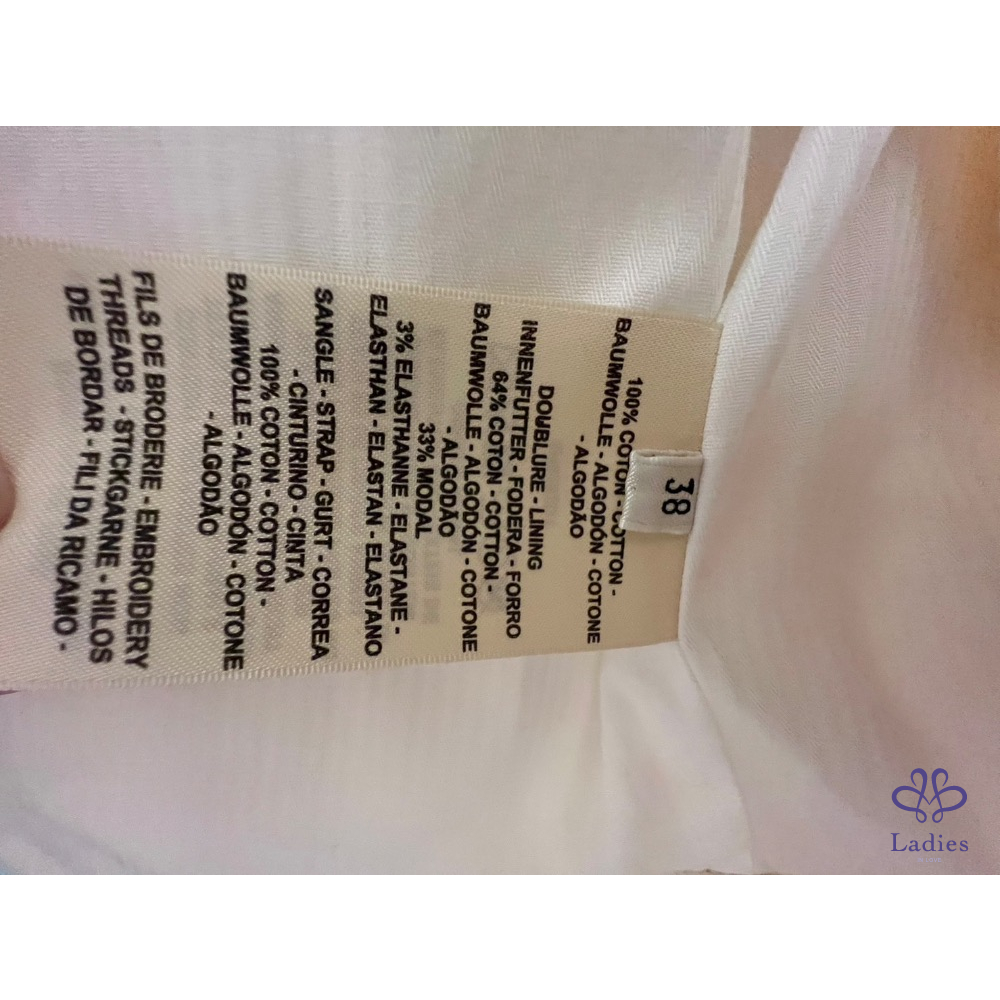 38
100% COTON - COTTON -
BAUMWOLLE - ALGODÓN - COTONE
- ALGODÃO
DOUBLURE - LINING
INNENFUTTER - FODERA - FORRO
64% COTON - COTTON -
BAUMWOLLE - ALGODÓN - COTONE
- ALGODÃO
33% MODAL
3% ELASTHANNE - ELASTANE -
ELASTHAN - ELASTAN - ELASTANO
SANGLE - STRAP - GURT - CORREA
- CINTURINO - CINTA
100% COTON - COTTON -
BAUMWOLLE - ALGODÓN - COTONE
- ALGODÃO
FILS DE BRODERIE - EMBROIDERY
THREADS - STICKGARNE - HILOS
DE BORDAR - FILI DA RICAMO -
Ladies